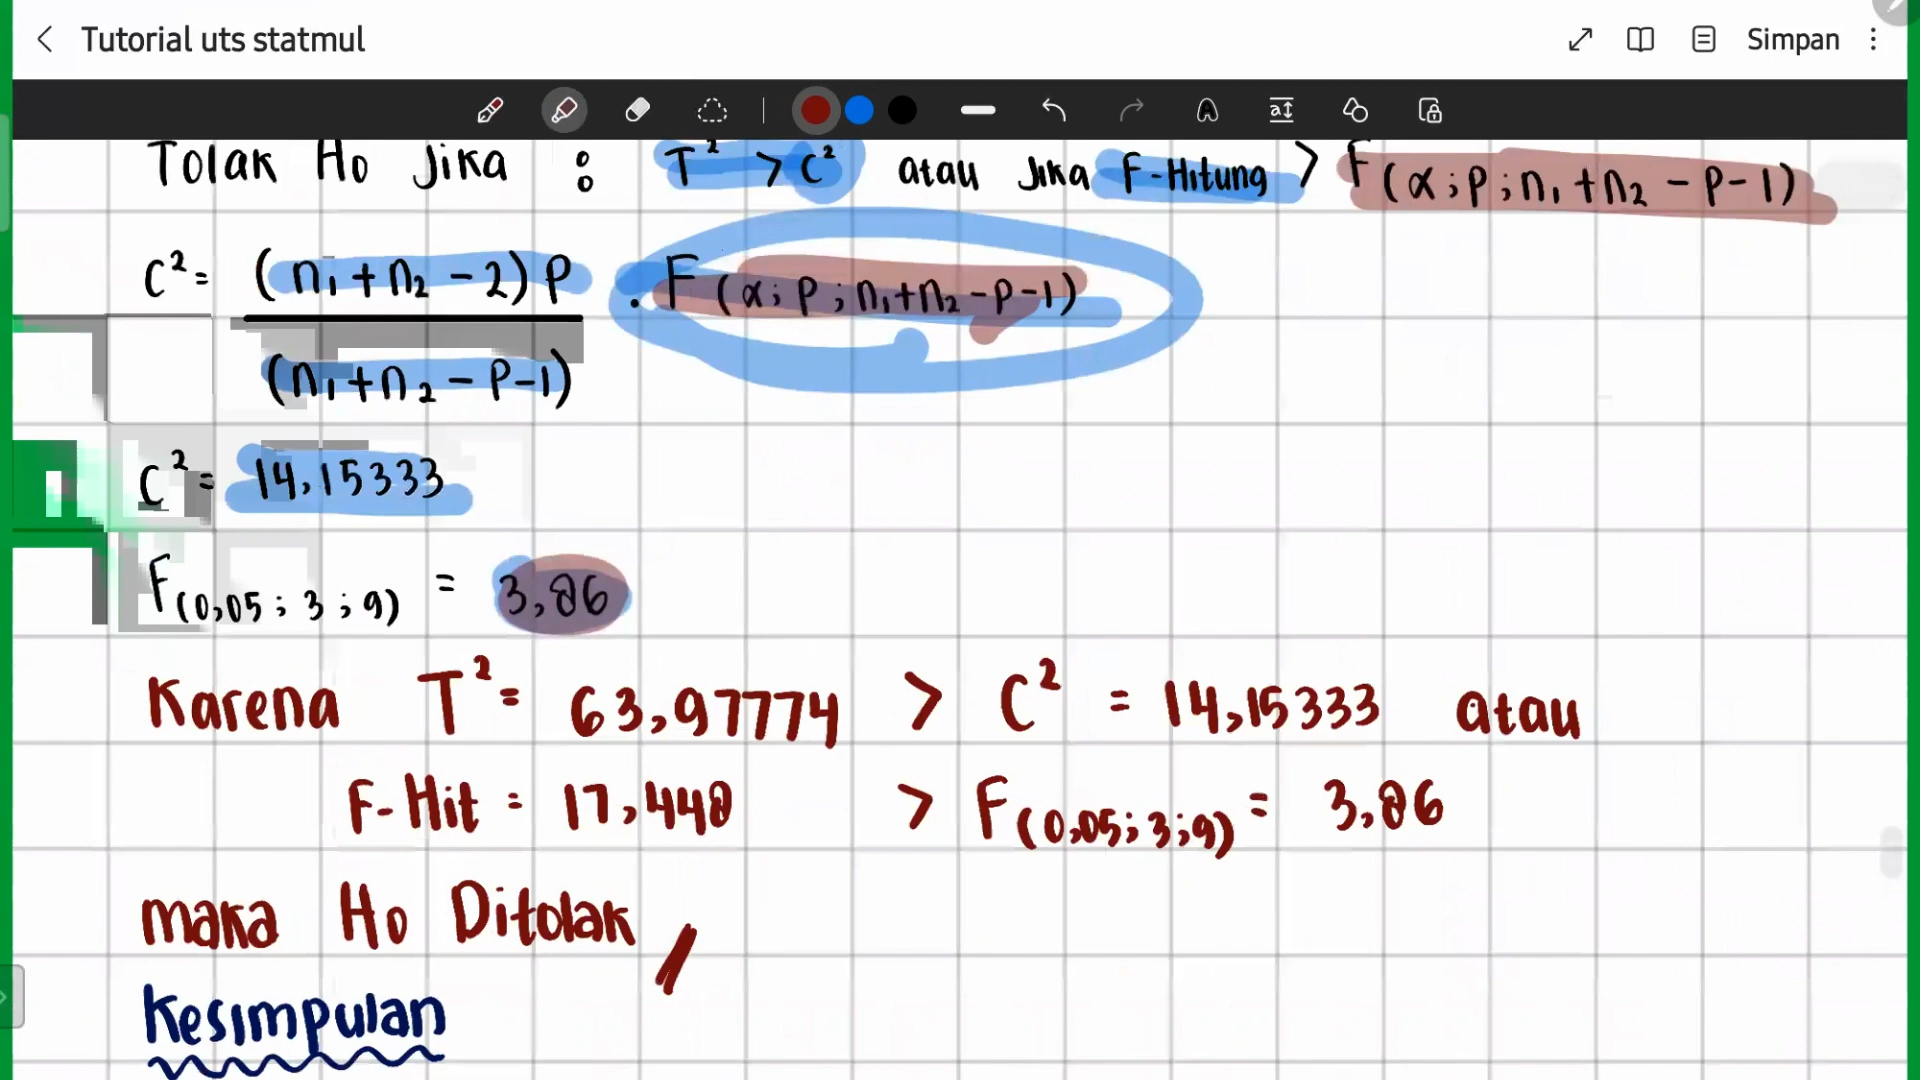 Tutorial uts statmul
Simpan
Tolak Ho Jika : T² > C² atau Jika F-Hitung > F(α; p; n₁+n₂ - p - 1)
C² = (n₁+n₂ - 2) p / (n₁+n₂ - p-1) . F(α; p; n₁+n₂ - p - 1)
C² = 14,15333
F(0,05 ; 3 ; 9) = 3,86
Karena T² = 63,97774 > C² = 14,15333 atau
F-Hit = 17,448 > F(0,05; 3; 9) = 3,86
maka Ho Ditolak
Kesimpulan